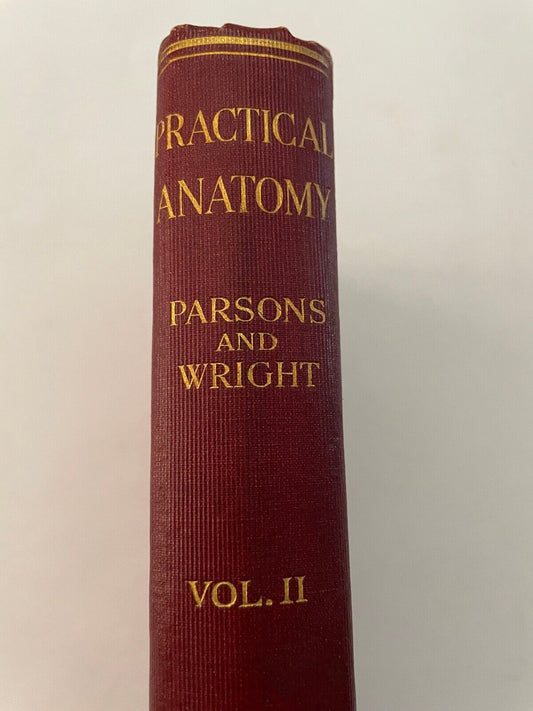 PRACTICAL
ANATOMY
PARSONS
AND
WRIGHT
VOL. II